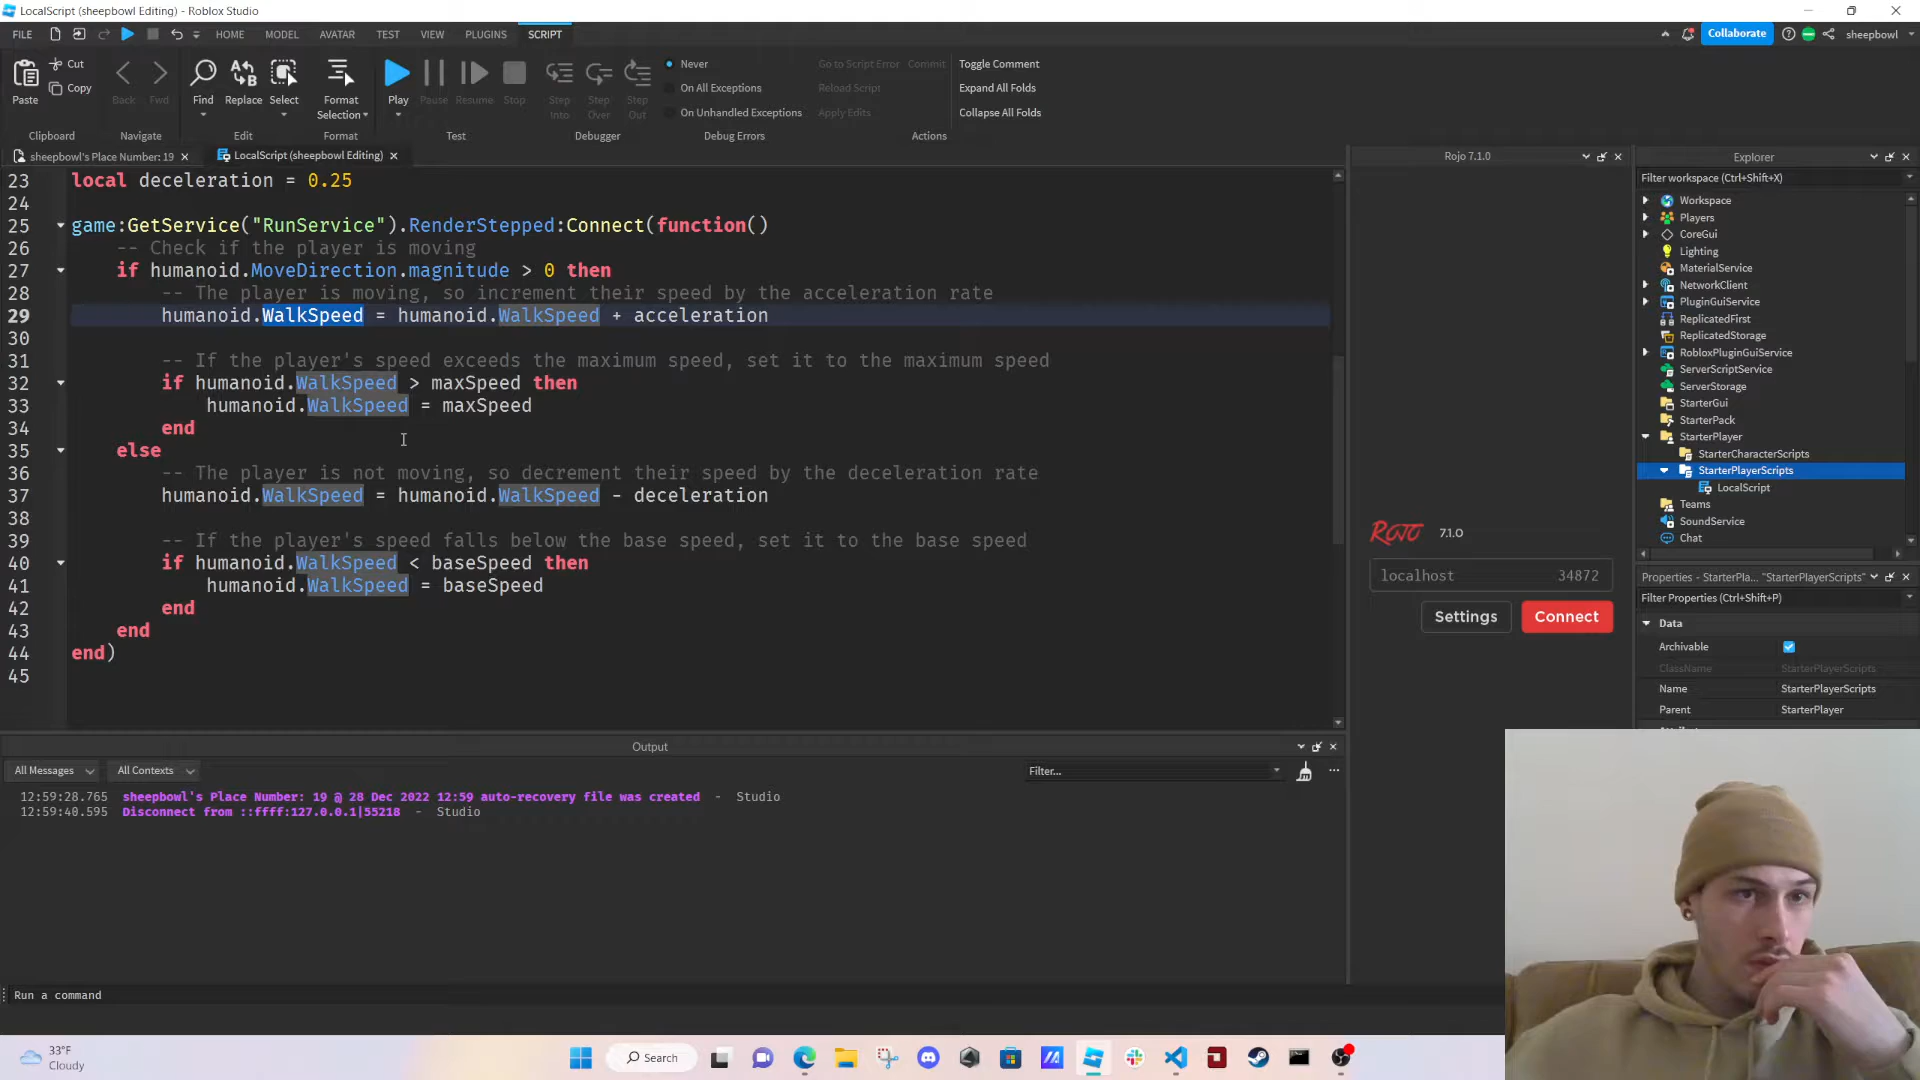 LocalScript (sheepbowl Editing) - Roblox Studio
FILE HOME MODEL AVATAR TEST VIEW PLUGINS SCRIPT Collaborate sheepbowl
Paste Cut Copy Back Fwd Find Replace Select Format Selection Play Pause Resume Stop Step Into Step Over Step Out
Never
On All Exceptions
On Unhandled Exceptions
Go to Script Error Commit
Reload Script
Apply Edits
Toggle Comment
Expand All Folds
Collapse All Folds
Clipboard Navigate Edit Format Test Debugger Debug Errors Actions
sheepbowl's Place Number: 19 LocalScript (sheepbowl Editing)
23 local deceleration = 0.25
24
25 game:GetService("RunService").RenderStepped:Connect(function()
26 -- Check if the player is moving
27 if humanoid.MoveDirection.magnitude > 0 then
28 -- The player is moving, so increment their speed by the acceleration rate
29 humanoid.WalkSpeed = humanoid.WalkSpeed + acceleration
30
31 -- If the player's speed exceeds the maximum speed, set it to the maximum speed
32 if humanoid.WalkSpeed > maxSpeed then
33 humanoid.WalkSpeed = maxSpeed
34 end
35 else
36 -- The player is not moving, so decrement their speed by the deceleration rate
37 humanoid.WalkSpeed = humanoid.WalkSpeed - deceleration
38
39 -- If the player's speed falls below the base speed, set it to the base speed
40 if humanoid.WalkSpeed < baseSpeed then
41 humanoid.WalkSpeed = baseSpeed
42 end
43 end
44 end)
45
Rojo 7.1.0
ROJO 7.1.0
localhost 34872
Settings Connect
Explorer
Filter workspace (Ctrl+Shift+X)
Workspace
Players
CoreGui
Lighting
MaterialService
NetworkClient
PluginGuiService
ReplicatedFirst
ReplicatedStorage
RobloxPluginGuiService
ServerScriptService
ServerStorage
StarterGui
StarterPack
StarterPlayer
StarterCharacterScripts
StarterPlayerScripts
LocalScript
Teams
SoundService
Chat
Properties - StarterPla... "StarterPlayerScripts"
Filter Properties (Ctrl+Shift+P)
Data
Archivable
ClassName StarterPlayerScripts
Name StarterPlayerScripts
Parent StarterPlayer
Output
All Messages All Contexts Filter...
12:59:28.765 sheepbowl's Place Number: 19 @ 28 Dec 2022 12:59 auto-recovery file was created - Studio
12:59:40.595 Disconnect from ::ffff:127.0.0.1|55218 - Studio
Run a command
33°F
Cloudy
Search